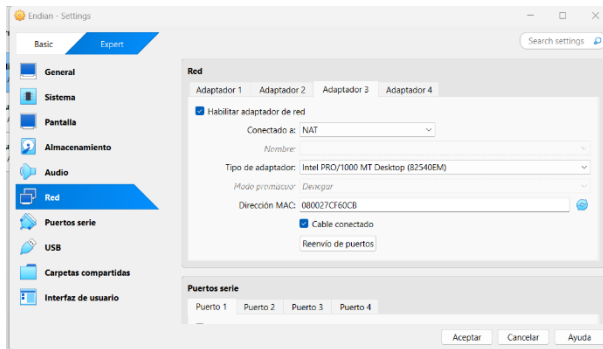 Endian - Settings
Basic Expert Search settings
General
Sistema
Pantalla
Almacenamiento
Audio
Red
Puertos serie
USB
Carpetas compartidas
Interfaz de usuario
Red
Adaptador 1 Adaptador 2 Adaptador 3 Adaptador 4
Habilitar adaptador de red
Conectado a: NAT
Nombre:
Tipo de adaptador: Intel PRO/1000 MT Desktop (82540EM)
Modo promiscuo: Denegar
Dirección MAC: 080027CF60CB
Cable conectado
Reenvío de puertos
Puertos serie
Puerto 1 Puerto 2 Puerto 3 Puerto 4
Aceptar Cancelar Ayuda